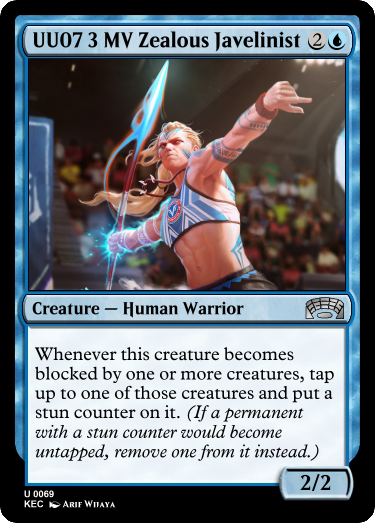 UU07 3 MV Zealous Javelinist 2
Creature — Human Warrior
Whenever this creature becomes
blocked by one or more creatures, tap
up to one of those creatures and put a
stun counter on it. (If a permanent
with a stun counter would become
untapped, remove one from it instead.)
2/2
U 0069
KEC Arif Wijaya